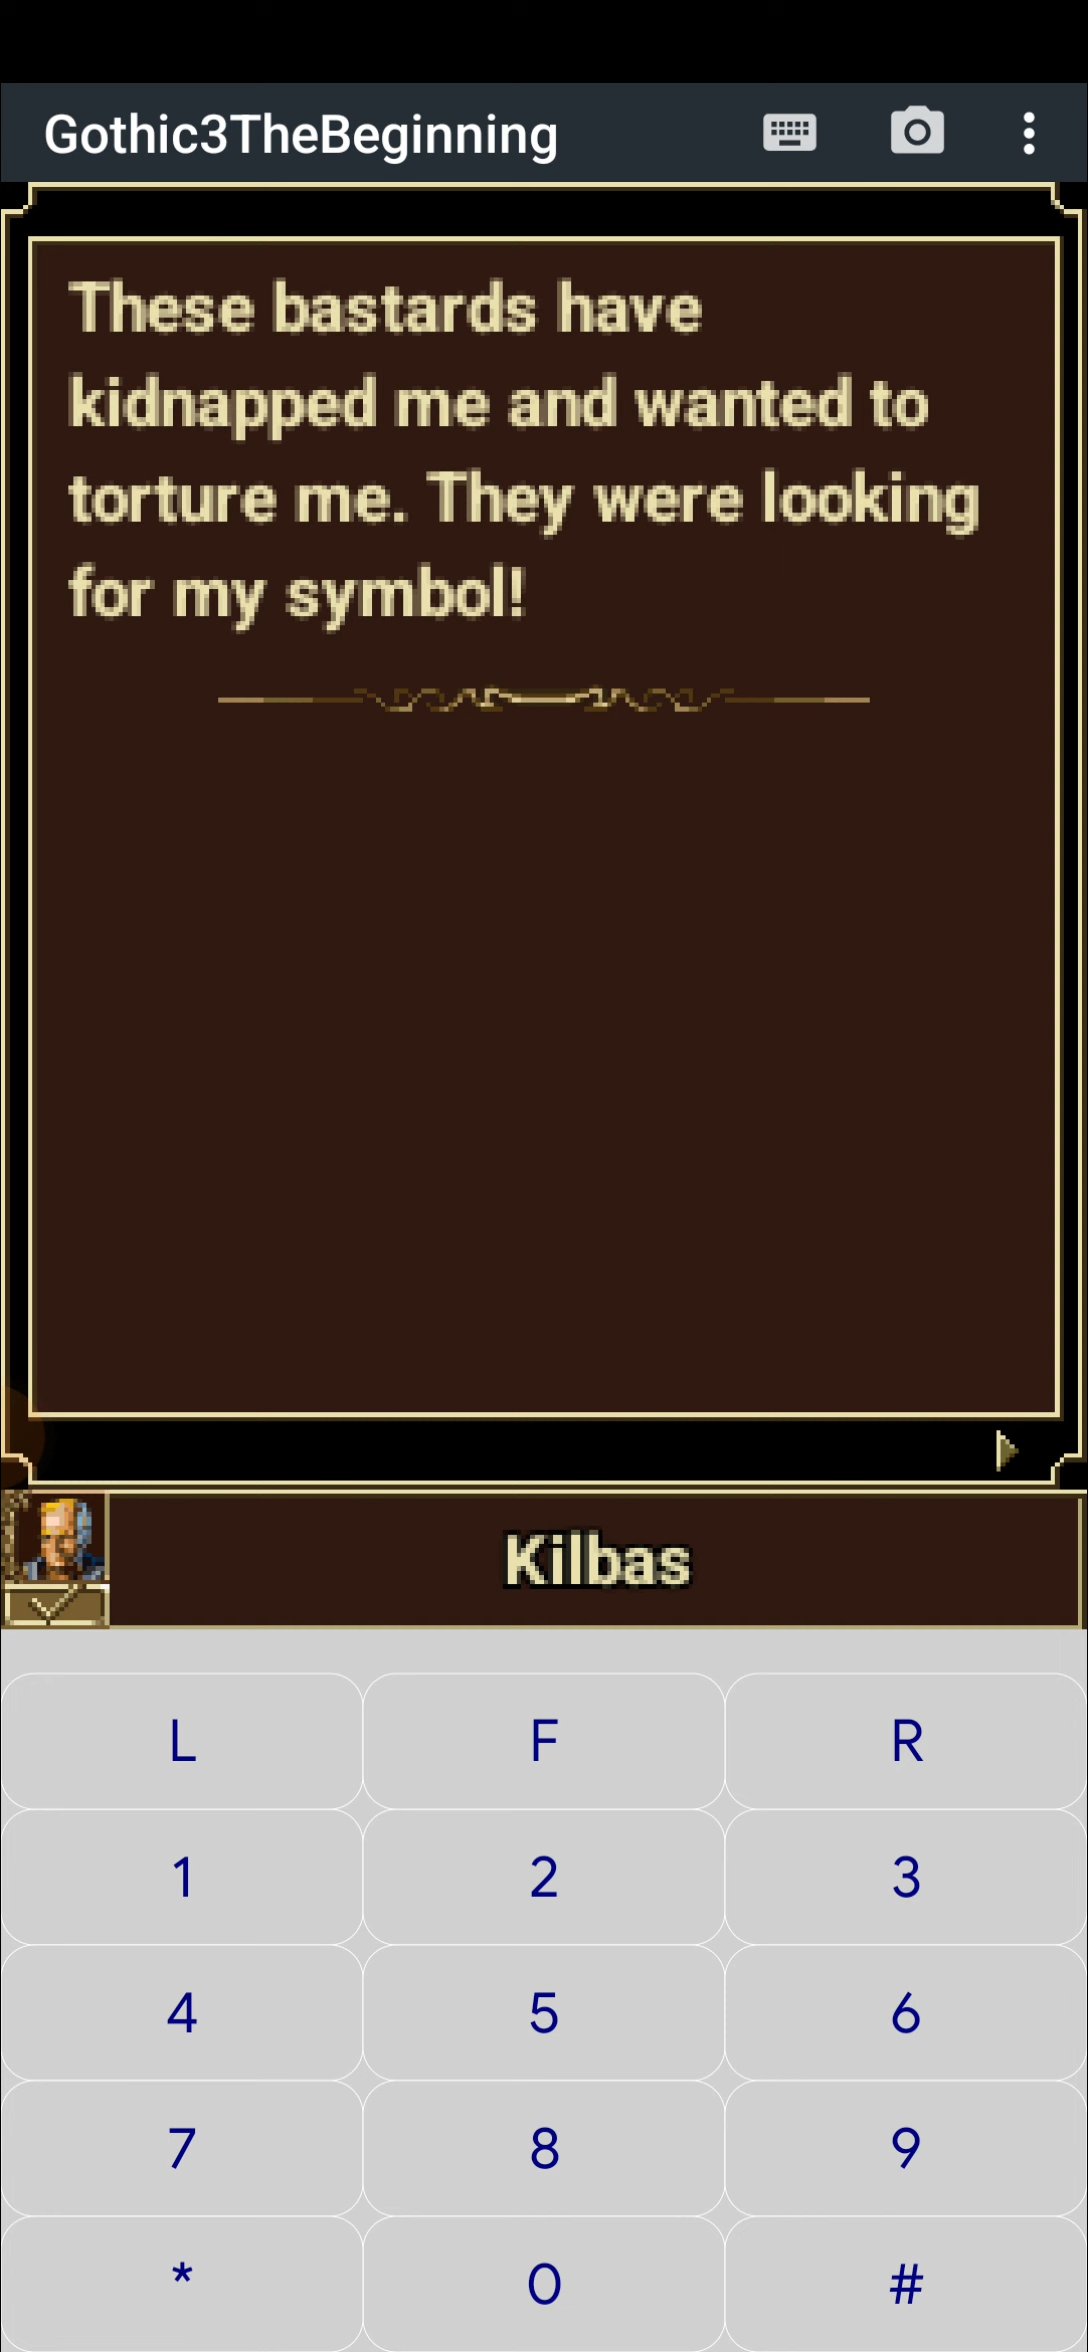 Gothic3TheBeginning
These bastards have
kidnapped me and wanted to
torture me. They were looking
for my symbol!
Kilbas
L F R
1 2 3
4 5 6
7 8 9
* 0 #